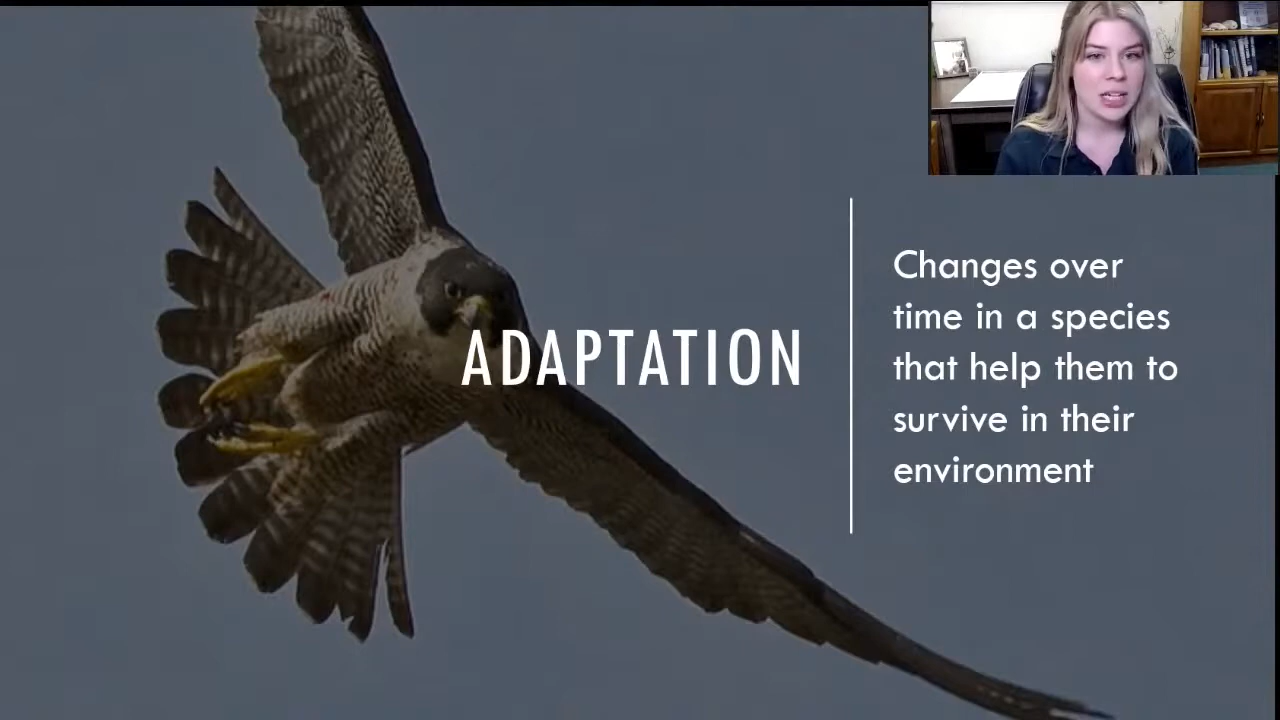 ADAPTATION
Changes over
time in a species
that help them to
survive in their
environment